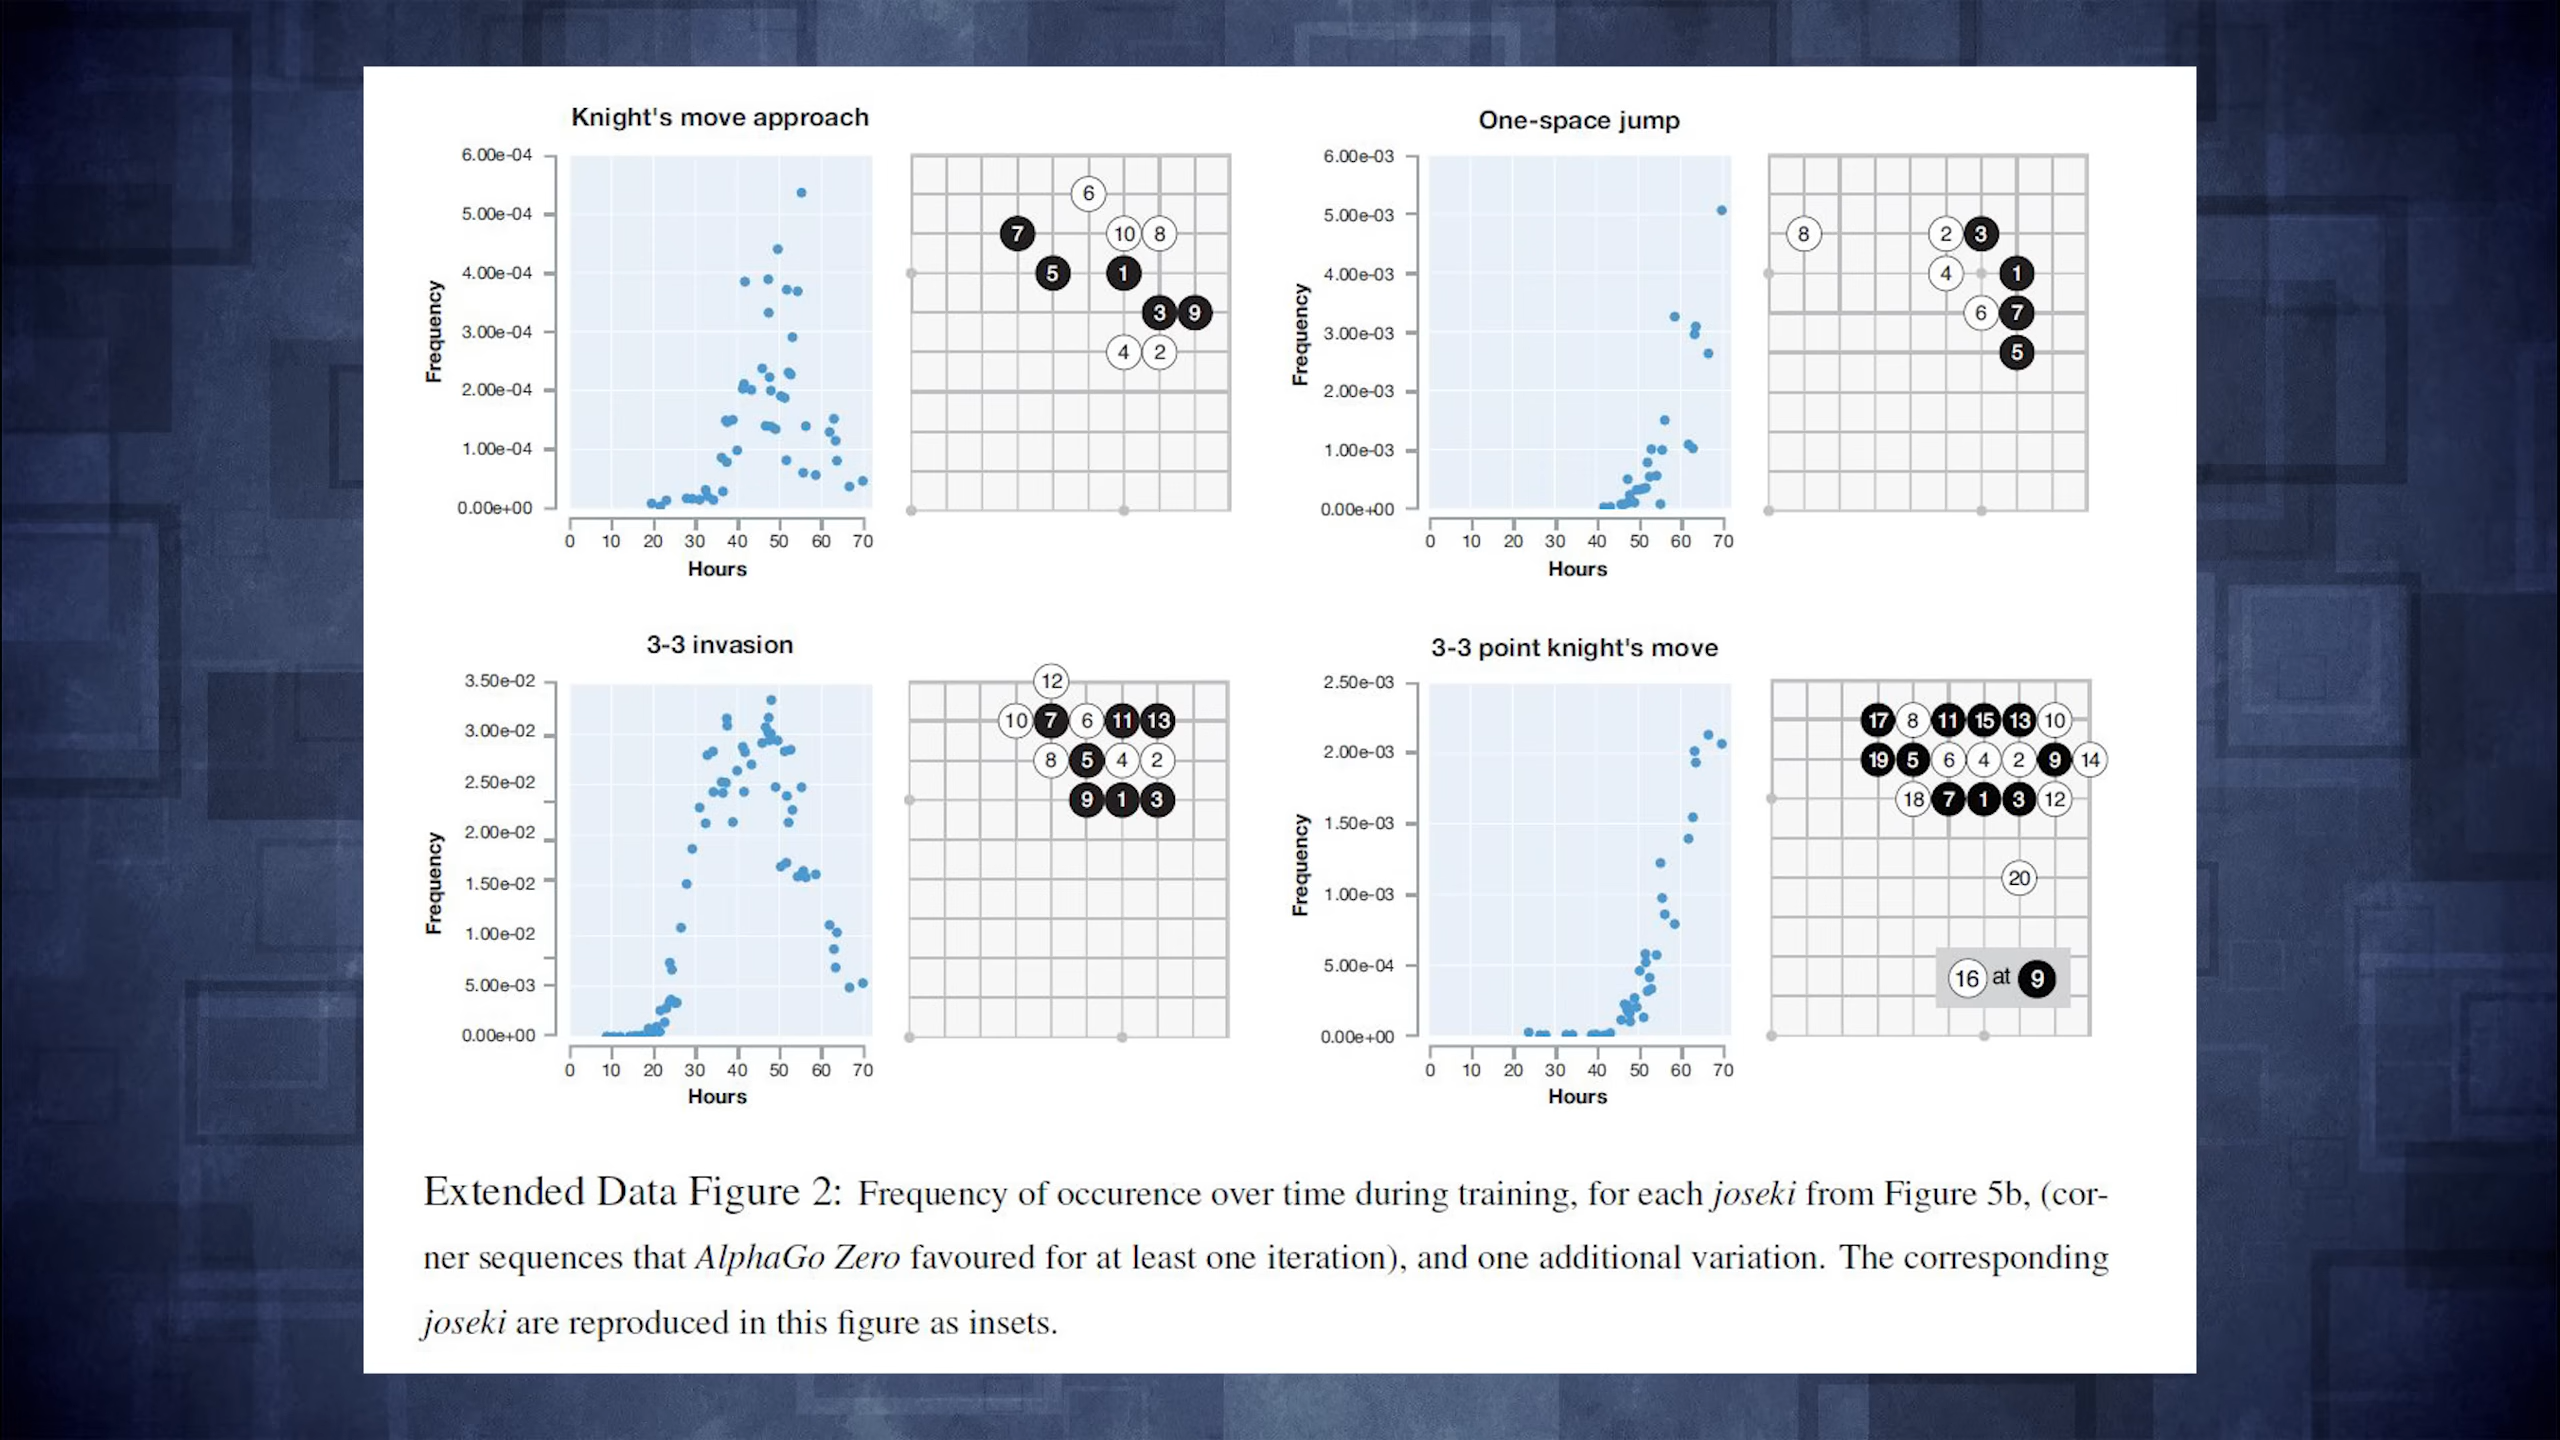 Knight's move approach
6.00e-04
5.00e-04
4.00e-04
3.00e-04
2.00e-04
1.00e-04
0.00e+00
Frequency
0 10 20 30 40 50 60 70
Hours
6
7 10 8
5 1
3 9
4 2
One-space jump
6.00e-03
5.00e-03
4.00e-03
3.00e-03
2.00e-03
1.00e-03
0.00e+00
Frequency
0 10 20 30 40 50 60 70
Hours
8 2 3
4 1
6 7
5
3-3 invasion
3.50e-02
3.00e-02
2.50e-02
2.00e-02
1.50e-02
1.00e-02
5.00e-03
0.00e+00
Frequency
0 10 20 30 40 50 60 70
Hours
12
10 7 6 11 13
8 5 4 2
9 1 3
3-3 point knight's move
2.50e-03
2.00e-03
1.50e-03
1.00e-03
5.00e-04
0.00e+00
Frequency
0 10 20 30 40 50 60 70
Hours
17 8 11 15 13 10
19 5 6 4 2 9 14
18 7 1 3 12
20
16 at 9
Extended Data Figure 2: Frequency of occurence over time during training, for each joseki from Figure 5b, (cor-
ner sequences that AlphaGo Zero favoured for at least one iteration), and one additional variation. The corresponding
joseki are reproduced in this figure as insets.